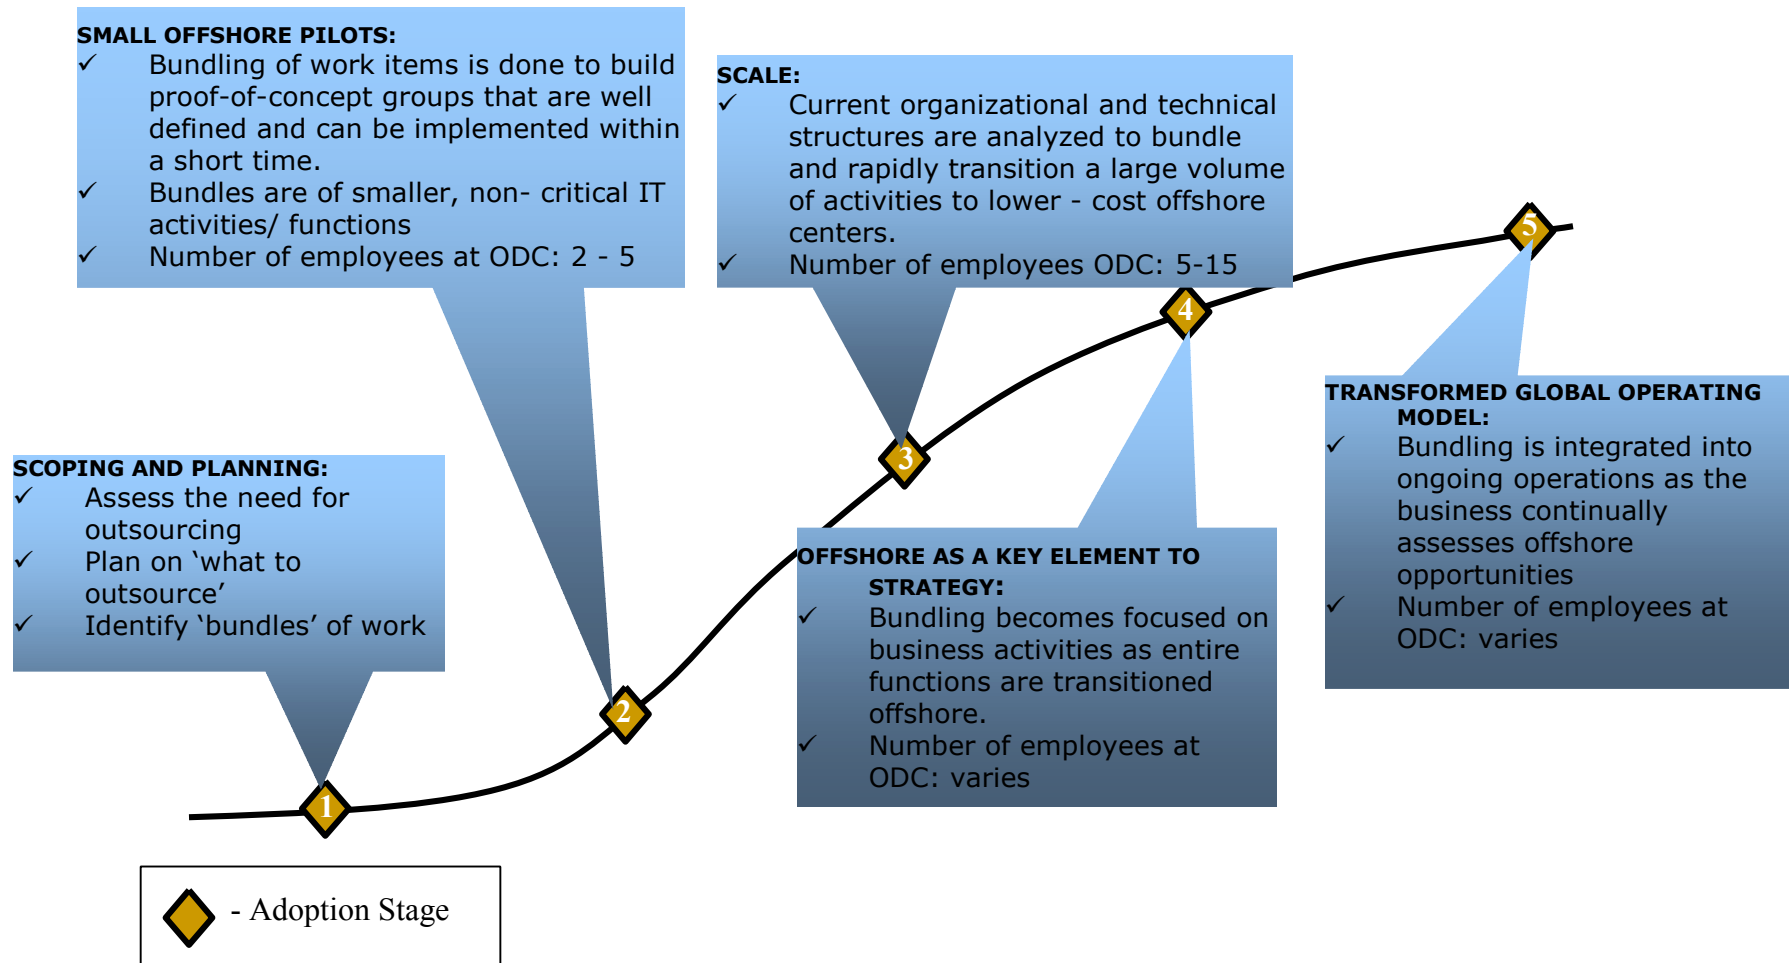 SMALL OFFSHORE PILOTS:
✓ Bundling of work items is done to build
proof-of-concept groups that are well
defined and can be implemented within
a short time.
✓ Bundles are of smaller, non- critical IT
activities/ functions
✓ Number of employees at ODC: 2 - 5
SCALE:
✓ Current organizational and technical
structures are analyzed to bundle
and rapidly transition a large volume
of activities to lower - cost offshore
centers.
✓ Number of employees ODC: 5-15
5
4
TRANSFORMED GLOBAL OPERATING
MODEL:
✓ Bundling is integrated into
ongoing operations as the
business continually
assesses offshore
opportunities
✓ Number of employees at
ODC: varies
3
SCOPING AND PLANNING:
✓ Assess the need for
outsourcing
✓ Plan on ‘what to
outsource’
✓ Identify ‘bundles’ of work
OFFSHORE AS A KEY ELEMENT TO
STRATEGY:
✓ Bundling becomes focused on
business activities as entire
functions are transitioned
offshore.
✓ Number of employees at
ODC: varies
2
1
- Adoption Stage